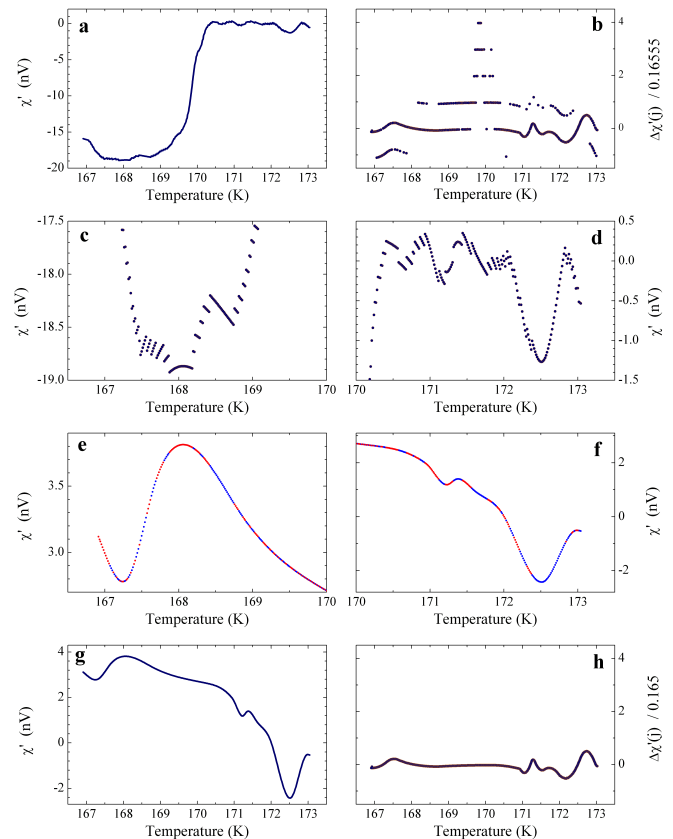 a
χ' (nV)
0
-5
-10
-15
-20
167 168 169 170 171 172 173
Temperature (K)
b
4
2
0
Δχ'(j) / 0.16555
167 168 169 170 171 172 173
Temperature (K)
c
χ' (nV)
-17.5
-18.0
-18.5
-19.0
167 168 169 170
Temperature (K)
d
0.5
0.0
-0.5
-1.0
-1.5
χ' (nV)
170 171 172 173
Temperature (K)
e
χ' (nV)
3.5
3.0
167 168 169 170
Temperature (K)
f
2
0
-2
χ' (nV)
170 171 172 173
Temperature (K)
g
χ' (nV)
4
2
0
-2
167 168 169 170 171 172 173
Temperature (K)
h
4
2
0
Δχ'(j) / 0.165
167 168 169 170 171 172 173
Temperature (K)